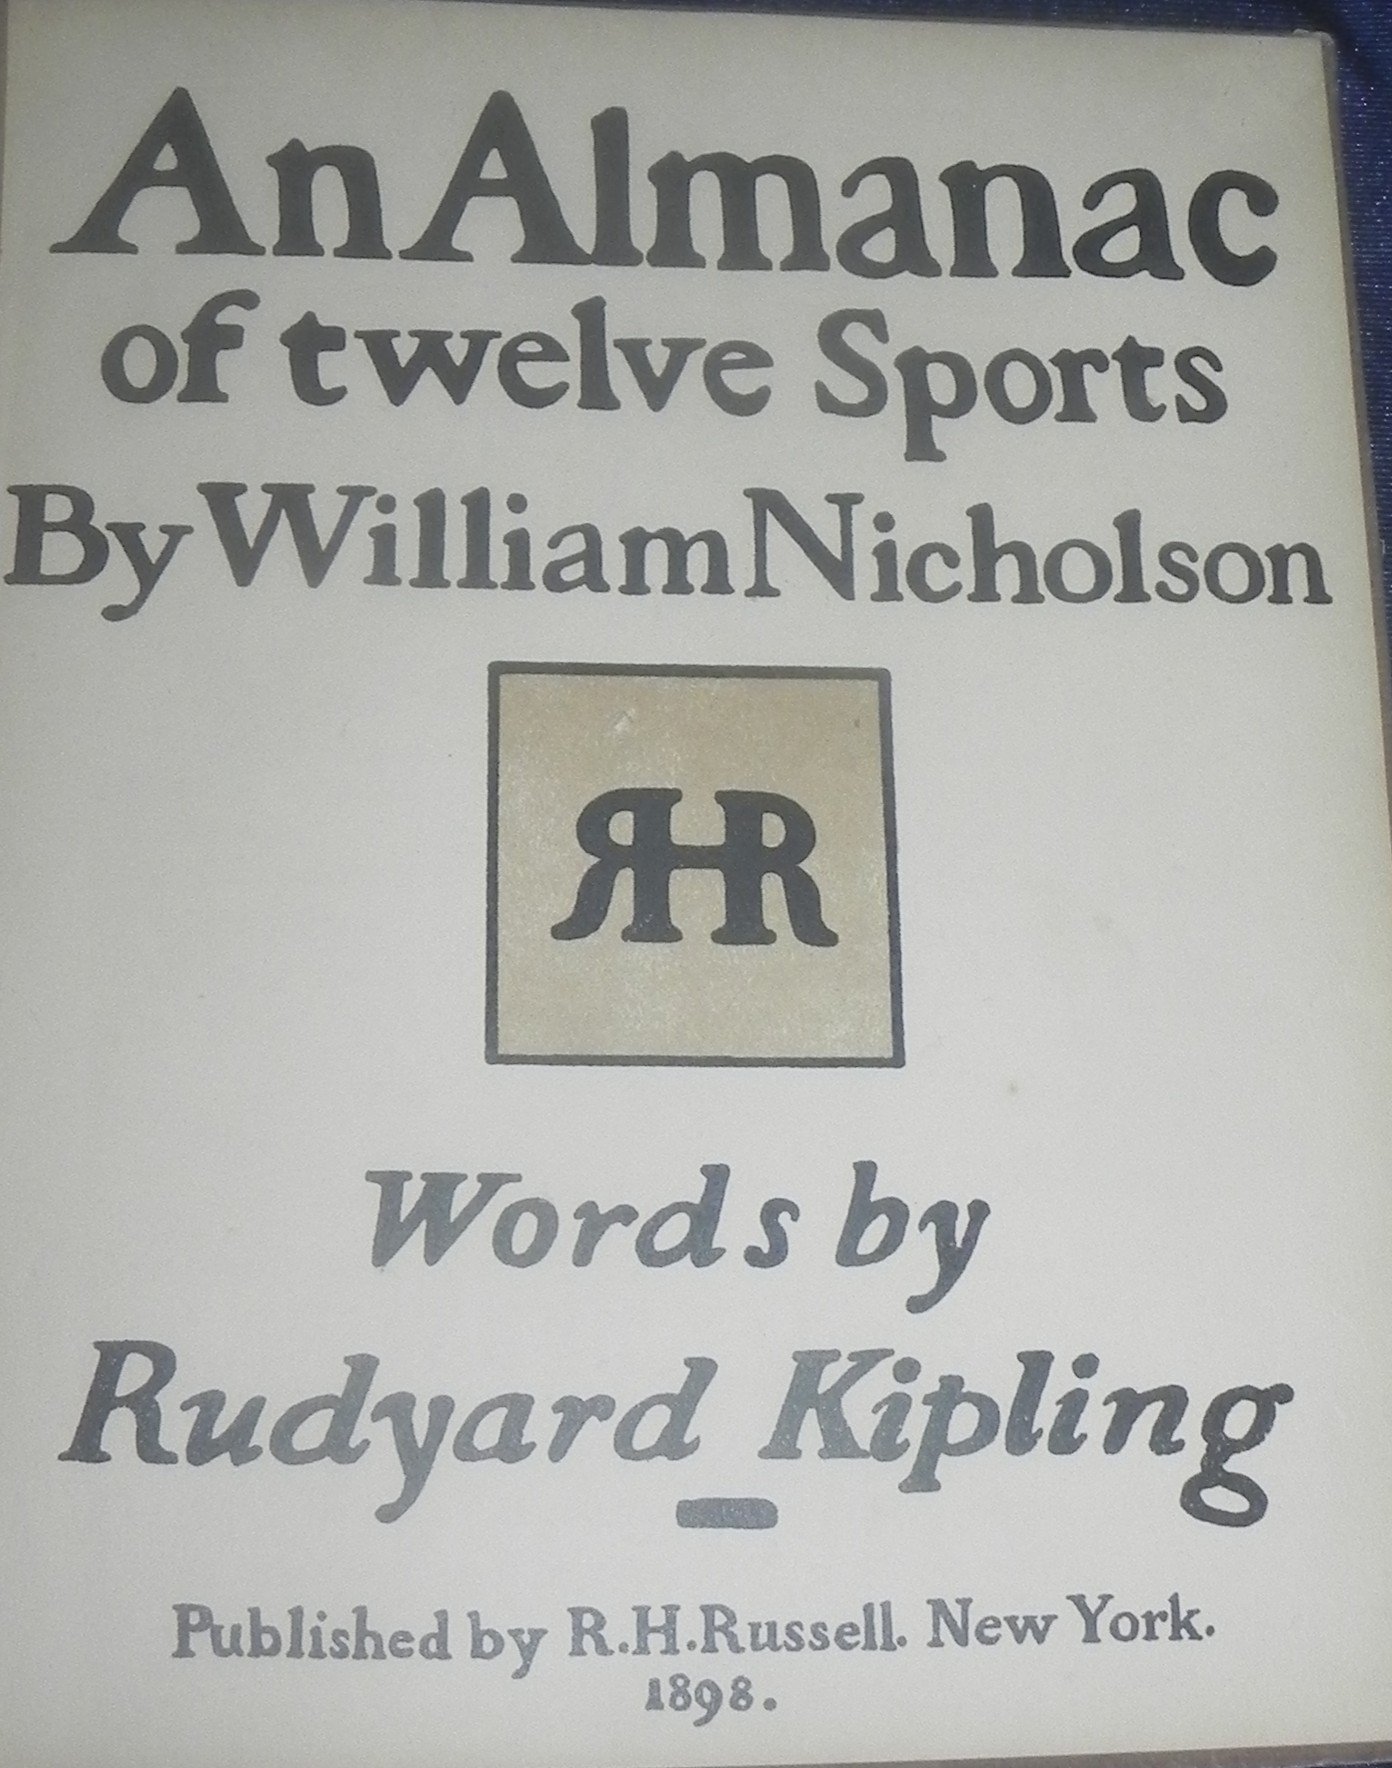 An Almanac
of twelve Sports
By William Nicholson
RHR
Words by
Rudyard Kipling
Published by R.H.Russell. New York.
1898.